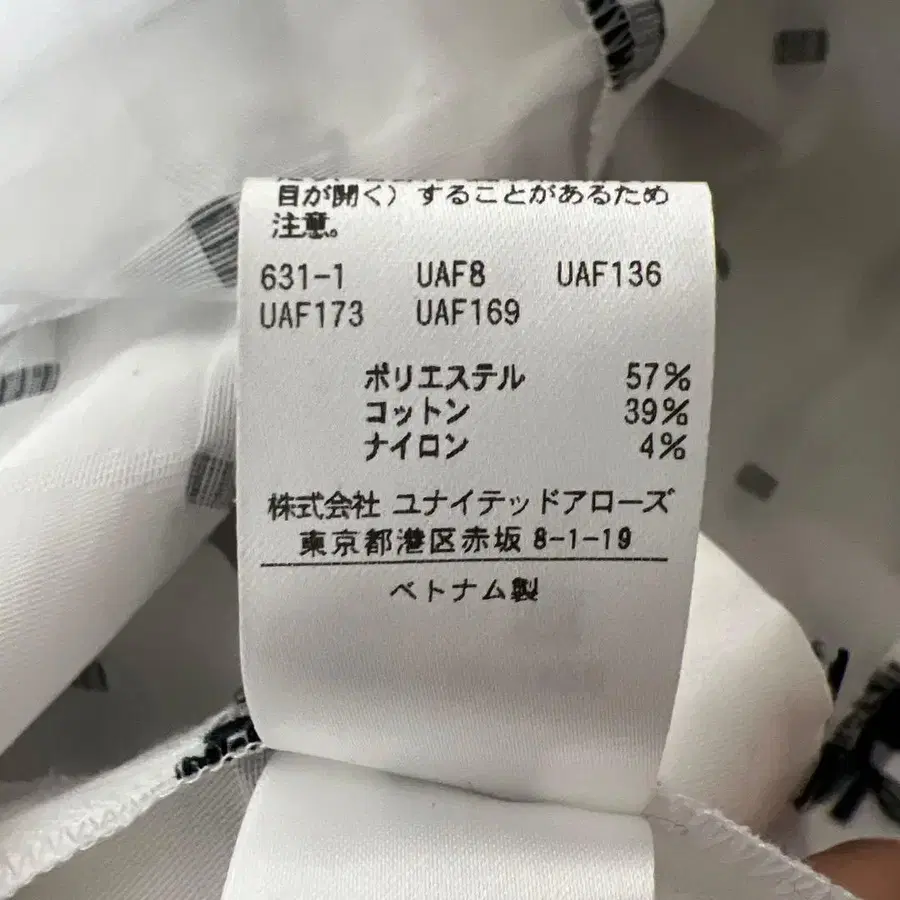 目が開く）することがあるため
注意。
631-1 UAF8 UAF136
UAF173 UAF169
ポリエステル 57%
コットン 39%
ナイロン 4%
株式会社 ユナイテッドアローズ
東京都港区赤坂 8-1-19
ベトナム製